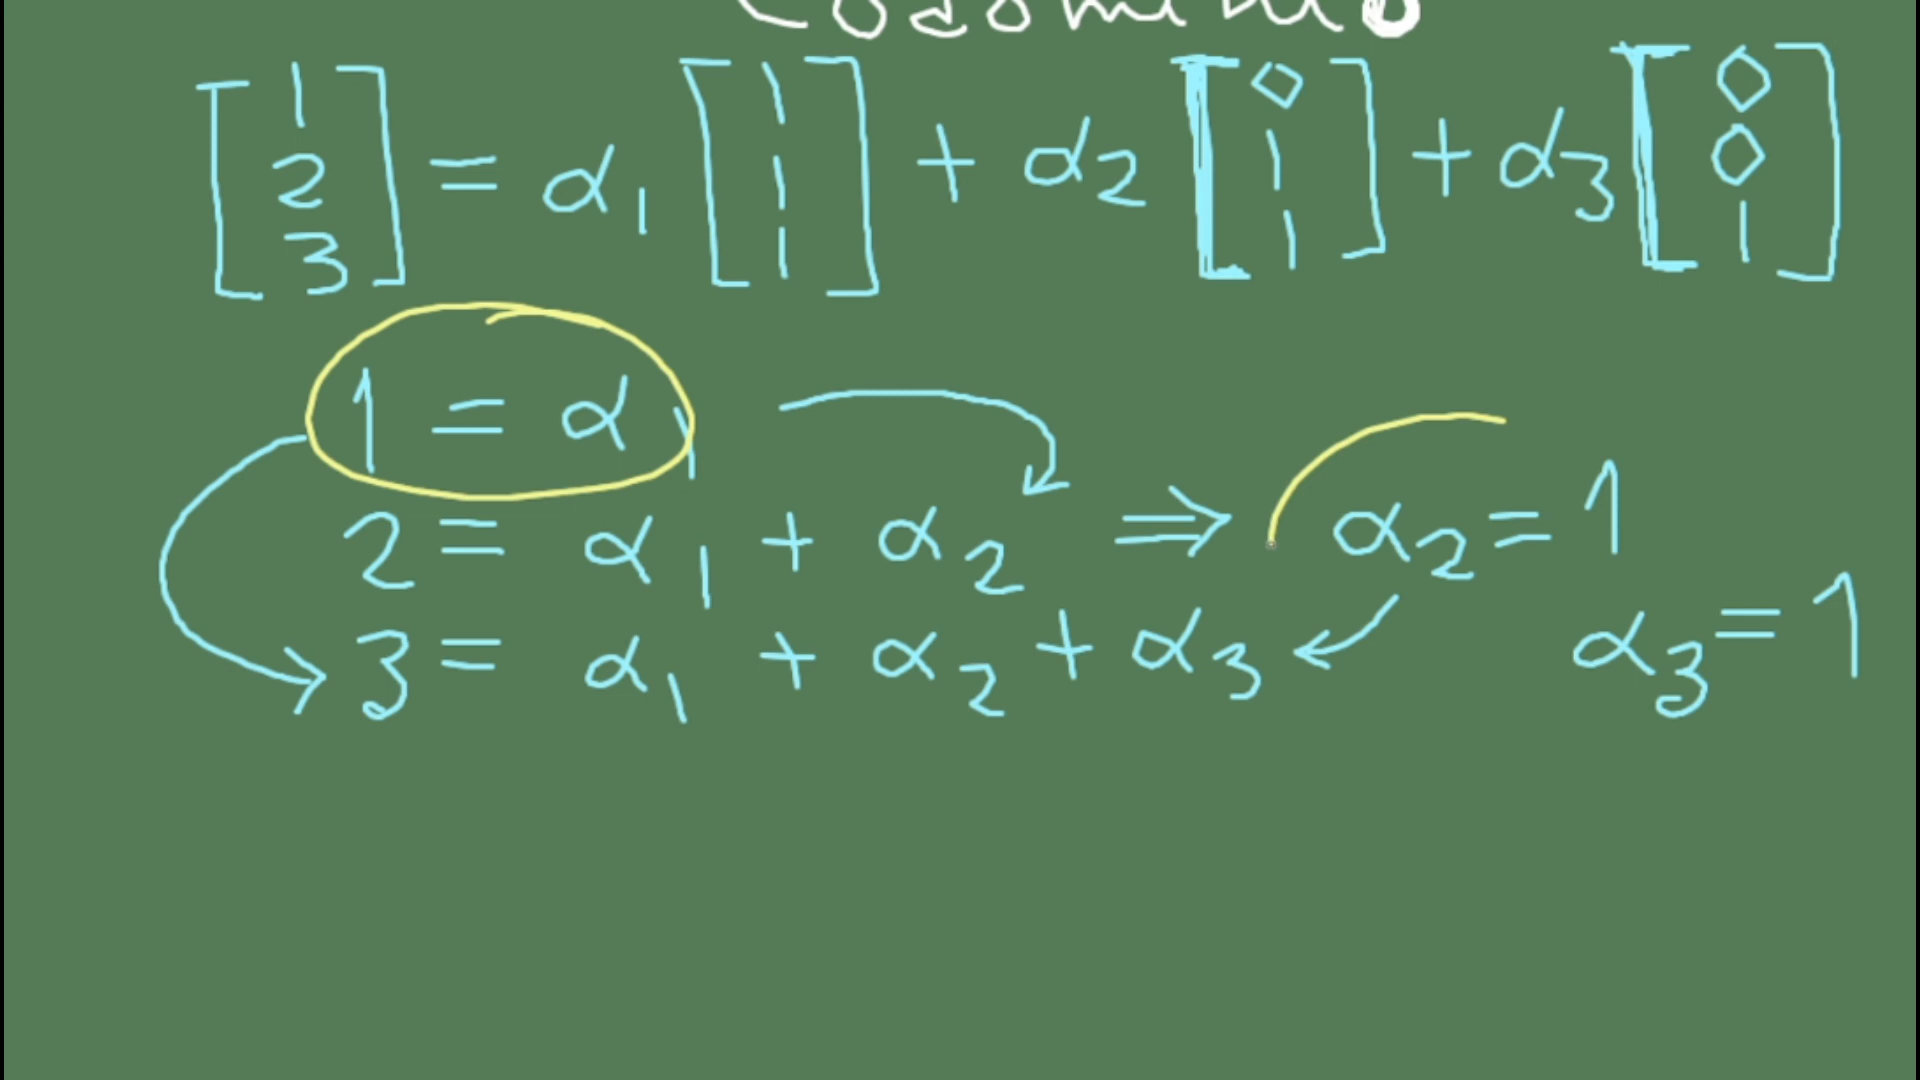 [1 2 3] = α₁ [1 1 1] + α₂ [0 1 1] + α₃ [0 0 1]
1 = α₁
2 = α₁ + α₂ ⇒ α₂ = 1
3 = α₁ + α₂ + α₃ α₃ = 1